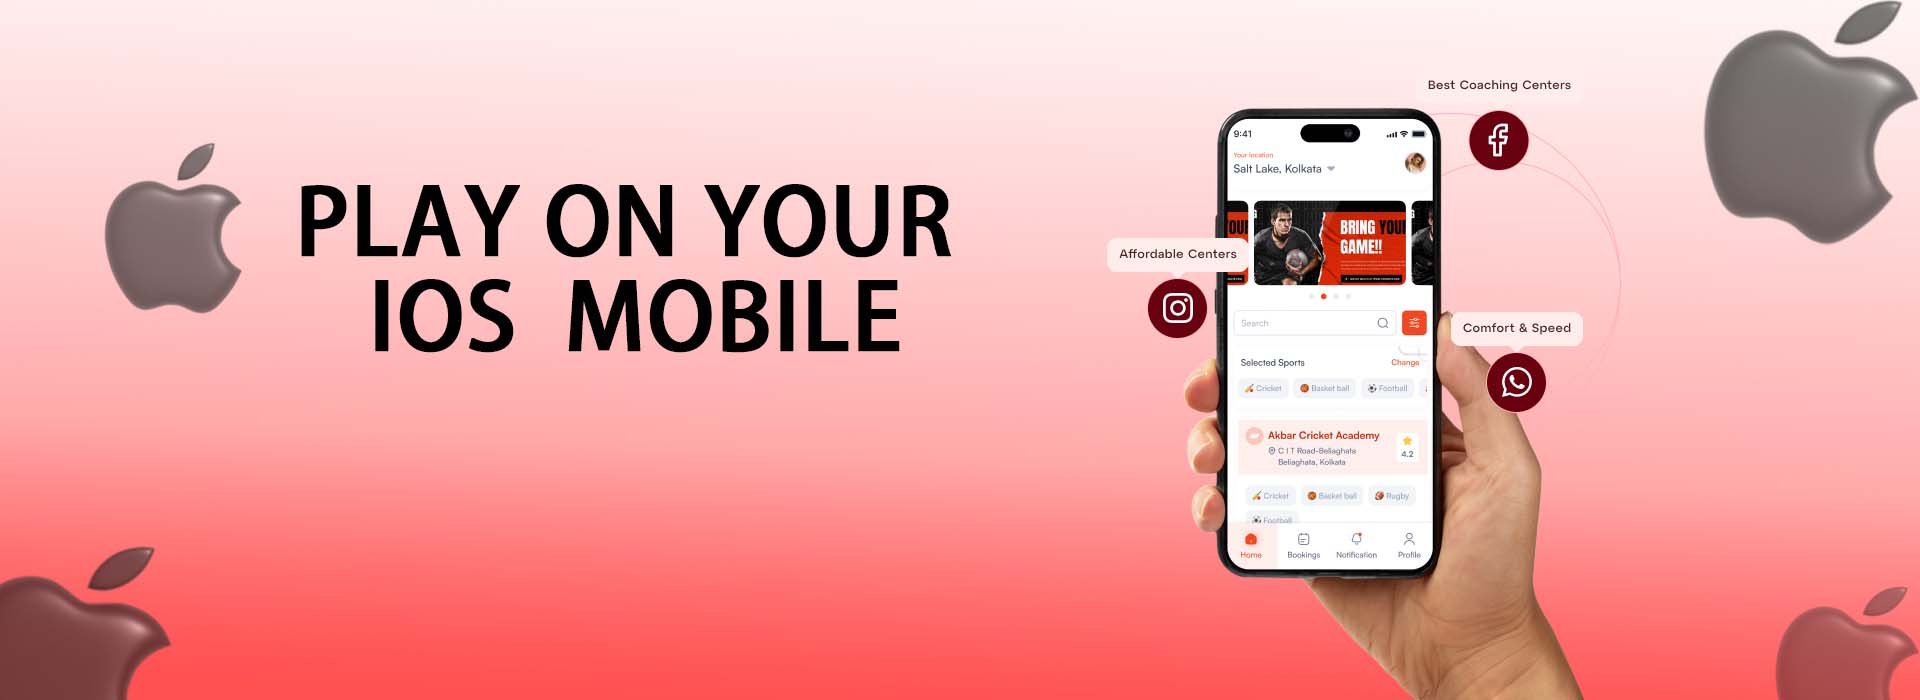 PLAY ON YOUR
IOS MOBILE
Best Coaching Centers
Affordable Centers
Comfort & Speed
9:41
Your location
Salt Lake, Kolkata
BRING YOUR
GAME!!
Search
Selected Sports
Change
Cricket
Basket ball
Football
Akbar Cricket Academy
C I T Road-Beliaghata
Beliaghata, Kolkata
4.2
Cricket
Basket ball
Rugby
Football
Home
Bookings
Notification
Profile